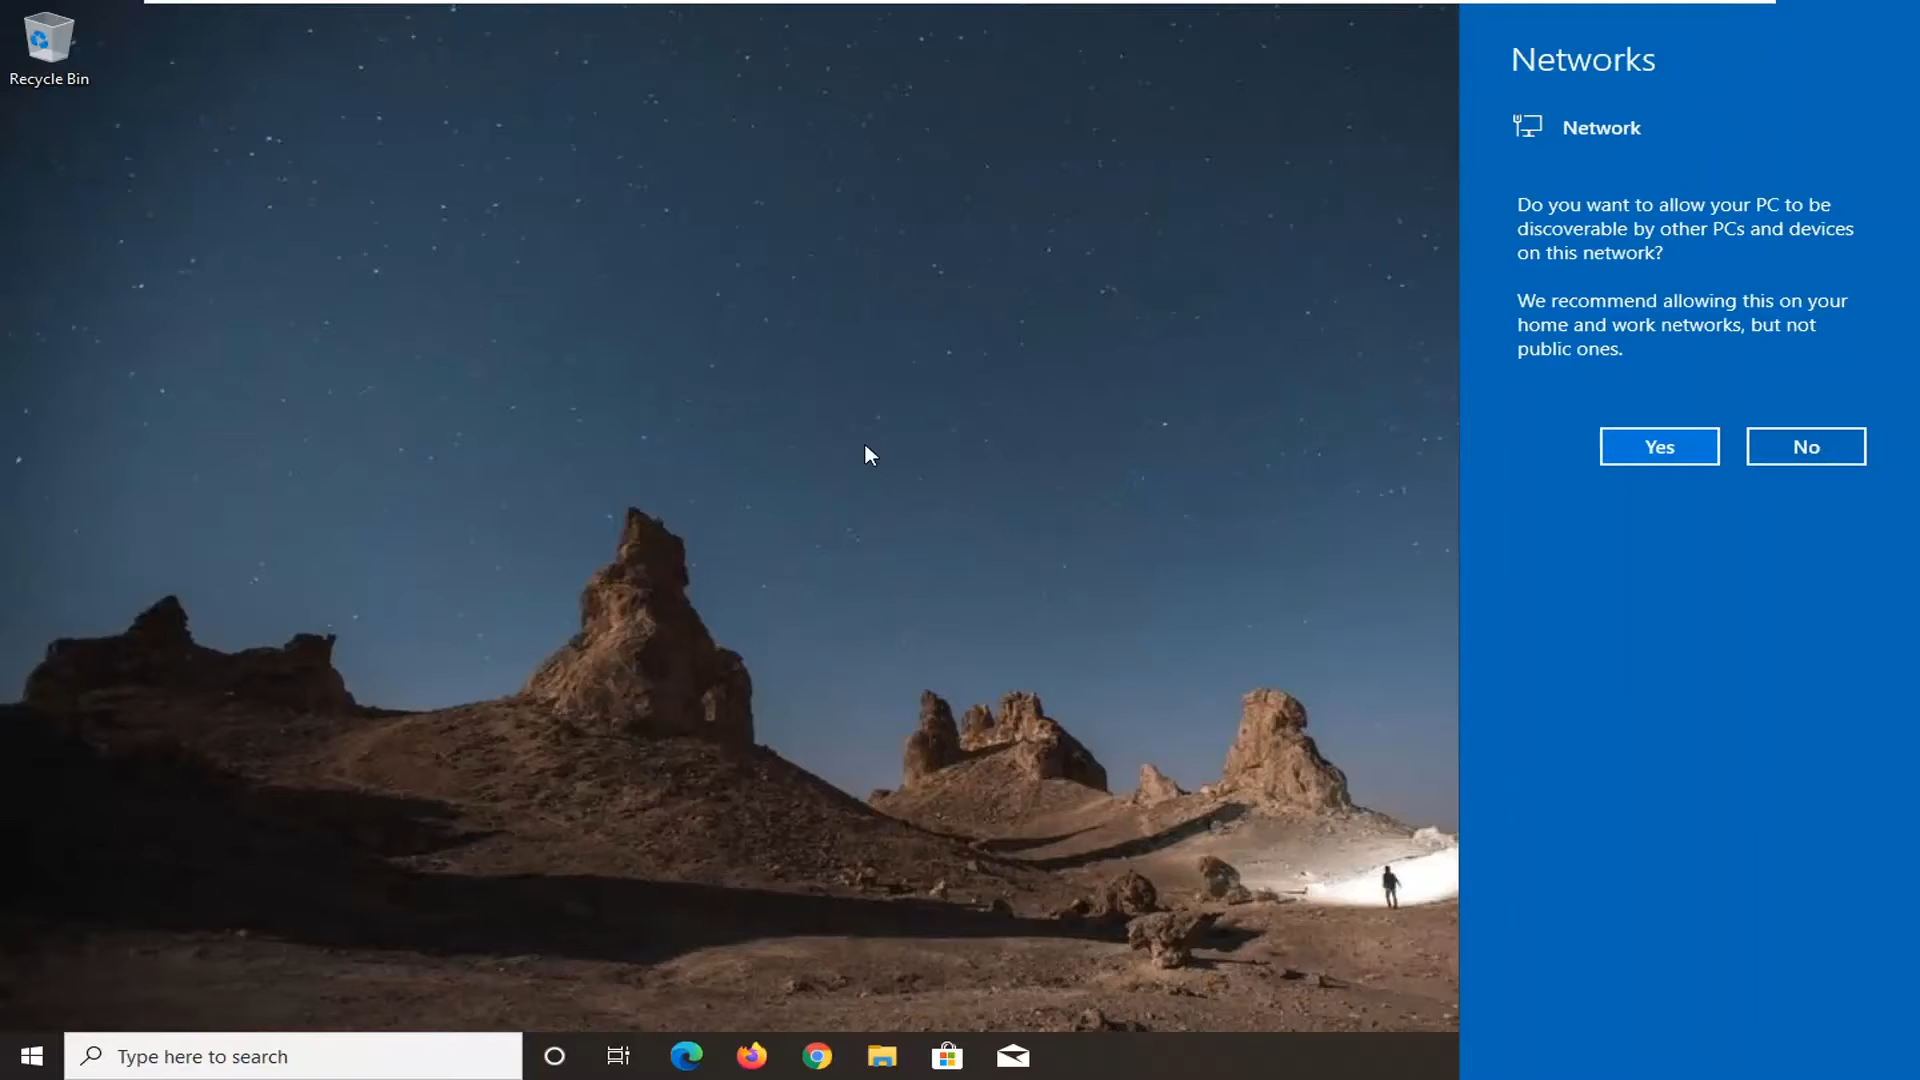 Recycle Bin
Networks
Network
Do you want to allow your PC to be
discoverable by other PCs and devices
on this network?
We recommend allowing this on your
home and work networks, but not
public ones.
Yes
No
Type here to search